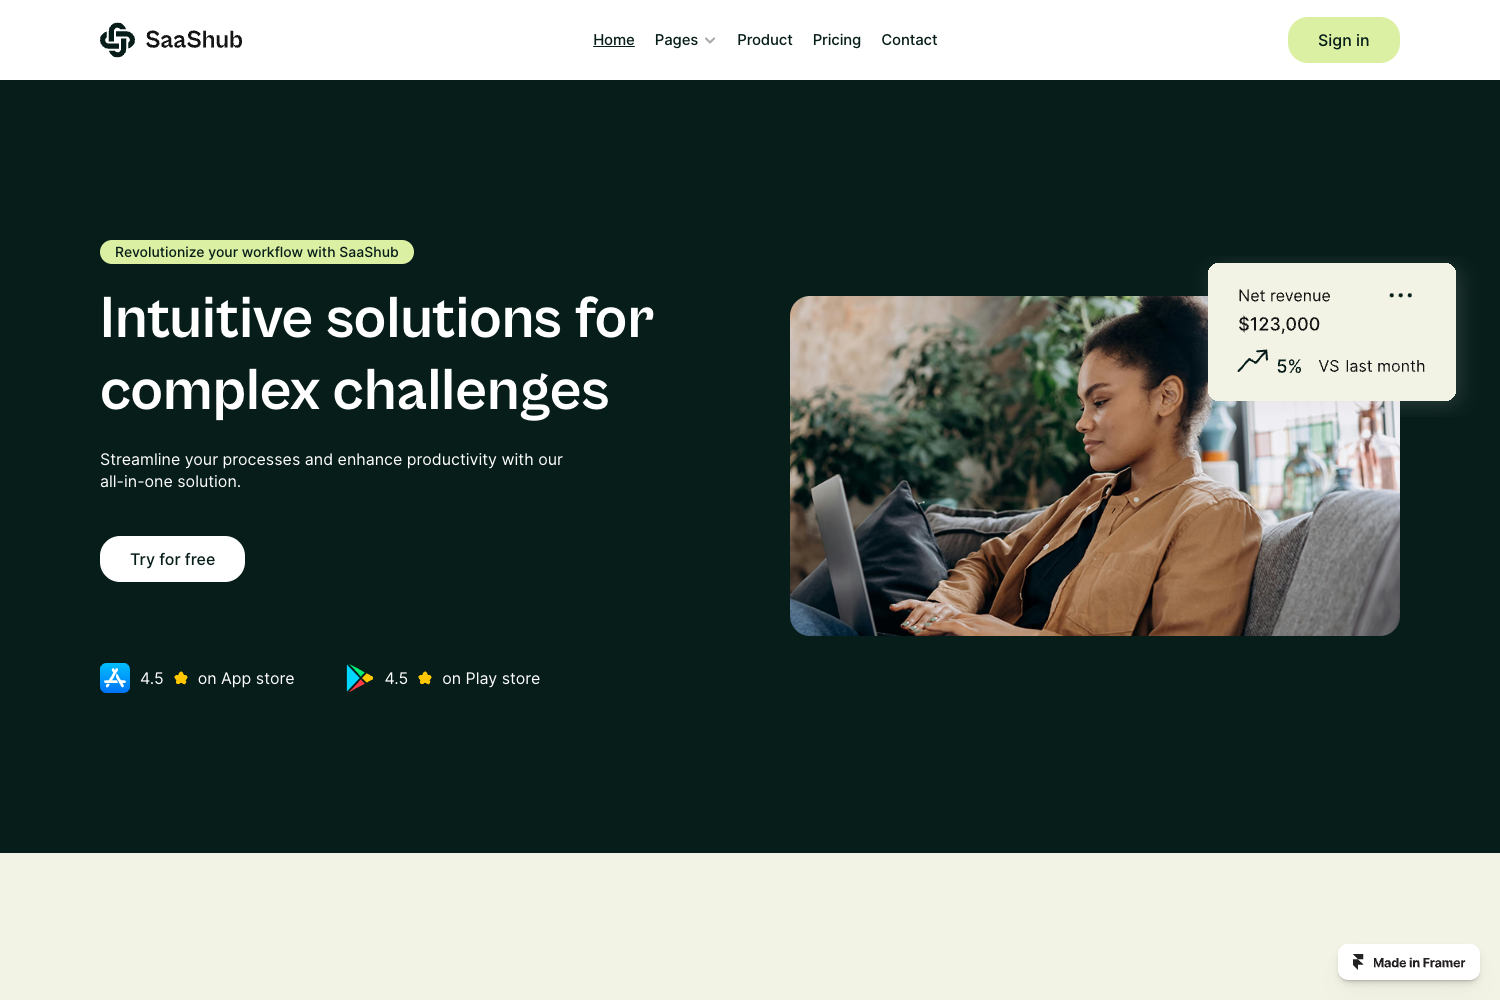 SaaShub
Home
Pages
Product
Pricing
Contact
Sign in
Revolutionize your workflow with SaaShub
Intuitive solutions for
complex challenges
Streamline your processes and enhance productivity with our
all-in-one solution.
Try for free
4.5 on App store
4.5 on Play store
Net revenue
$123,000
5% VS last month
Made in Framer